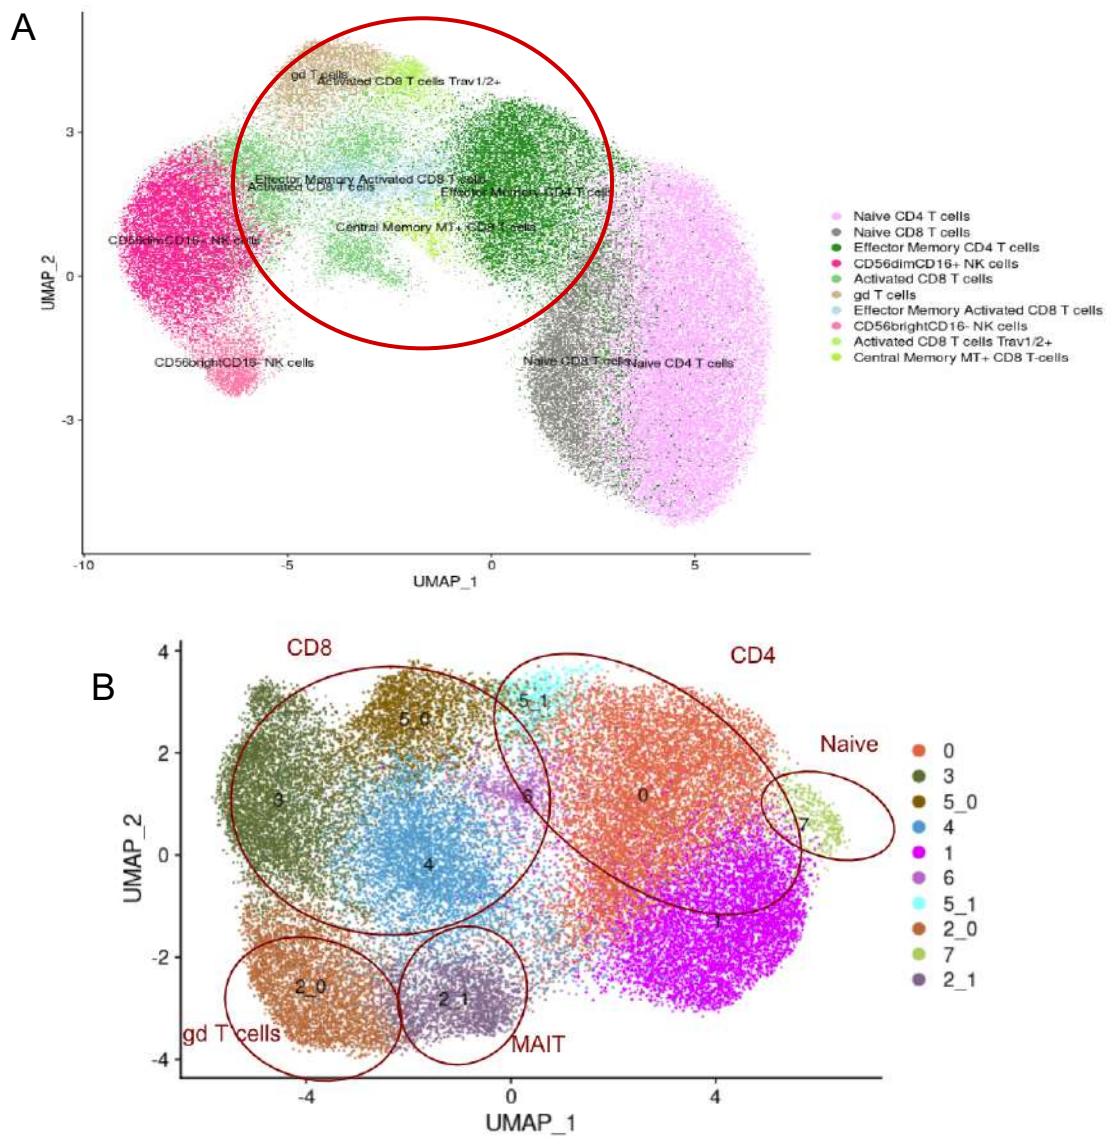 A
gd T cells
Activated CD8 T cells Trav1/2+
3
Effector Memory Activated CD8 T cells
Activated CD8 T cells
Effector Memory CD4 T cells
Central Memory MT+ CD8 T-cells
CD56dimCD16+ NK cells
0
CD56brightCD16- NK cells
Naive CD8 T cells
Naive CD4 T cells
-3
UMAP_2
-10
-5
0
5
UMAP_1
Naive CD4 T cells
Naive CD8 T cells
Effector Memory CD4 T cells
CD56dimCD16+ NK cells
Activated CD8 T cells
gd T cells
Effector Memory Activated CD8 T cells
CD56brightCD16- NK cells
Activated CD8 T cells Trav1/2+
Central Memory MT+ CD8 T-cells
B
CD8
CD4
Naive
gd T cells
MAIT
4
2
0
-2
-4
UMAP_2
5_0
5_1
3
6
0
7
4
1
2_0
2_1
-4
0
4
UMAP_1
0
3
5_0
4
1
6
5_1
2_0
7
2_1